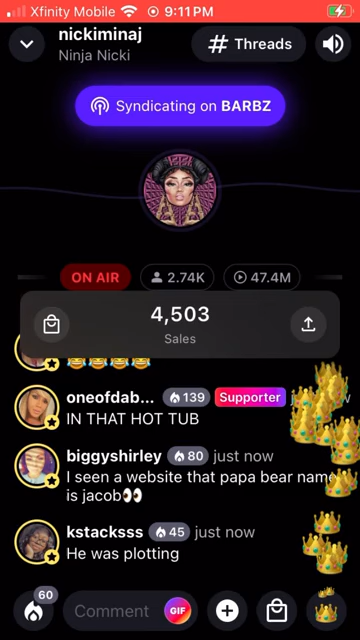 Xfinity Mobile 9:11 PM
nickiminaj
Ninja Nicki
# Threads
Syndicating on BARBZ
ON AIR 2.74K 47.4M
4,503
Sales
oneofdab... 139 Supporter
IN THAT HOT TUB
biggyshirley 80 just now
I seen a website that papa bear name
is jacob👀
kstacksss 45 just now
He was plotting
60
Comment GIF